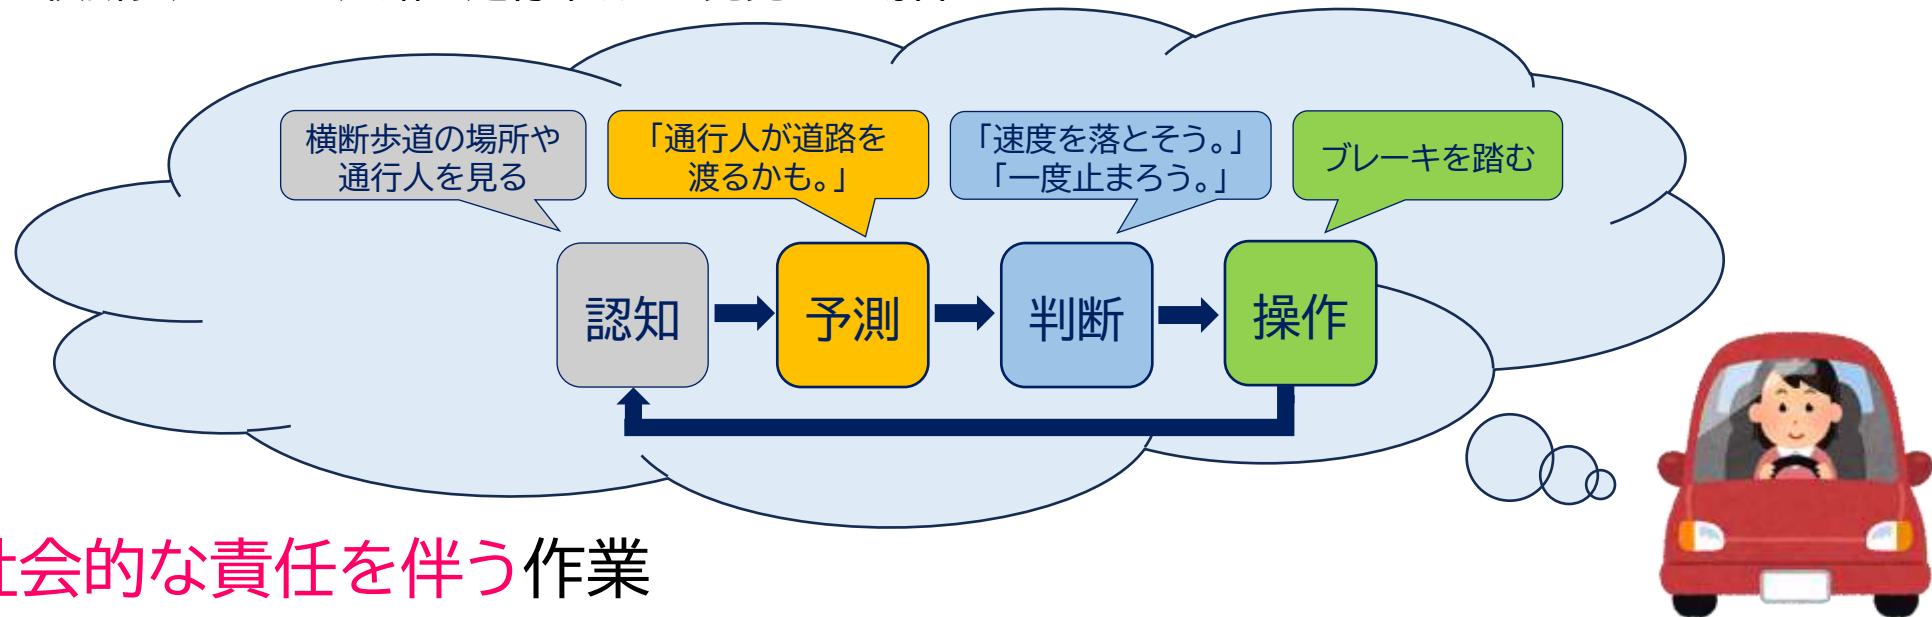 横断歩道の場所や
通行人を見る
「通行人が道路を
渡るかも。」
「速度を落とそう。」
「一度止まろう。」
ブレーキを踏む
認知
予測
判断
操作
社会的な責任を伴う作業